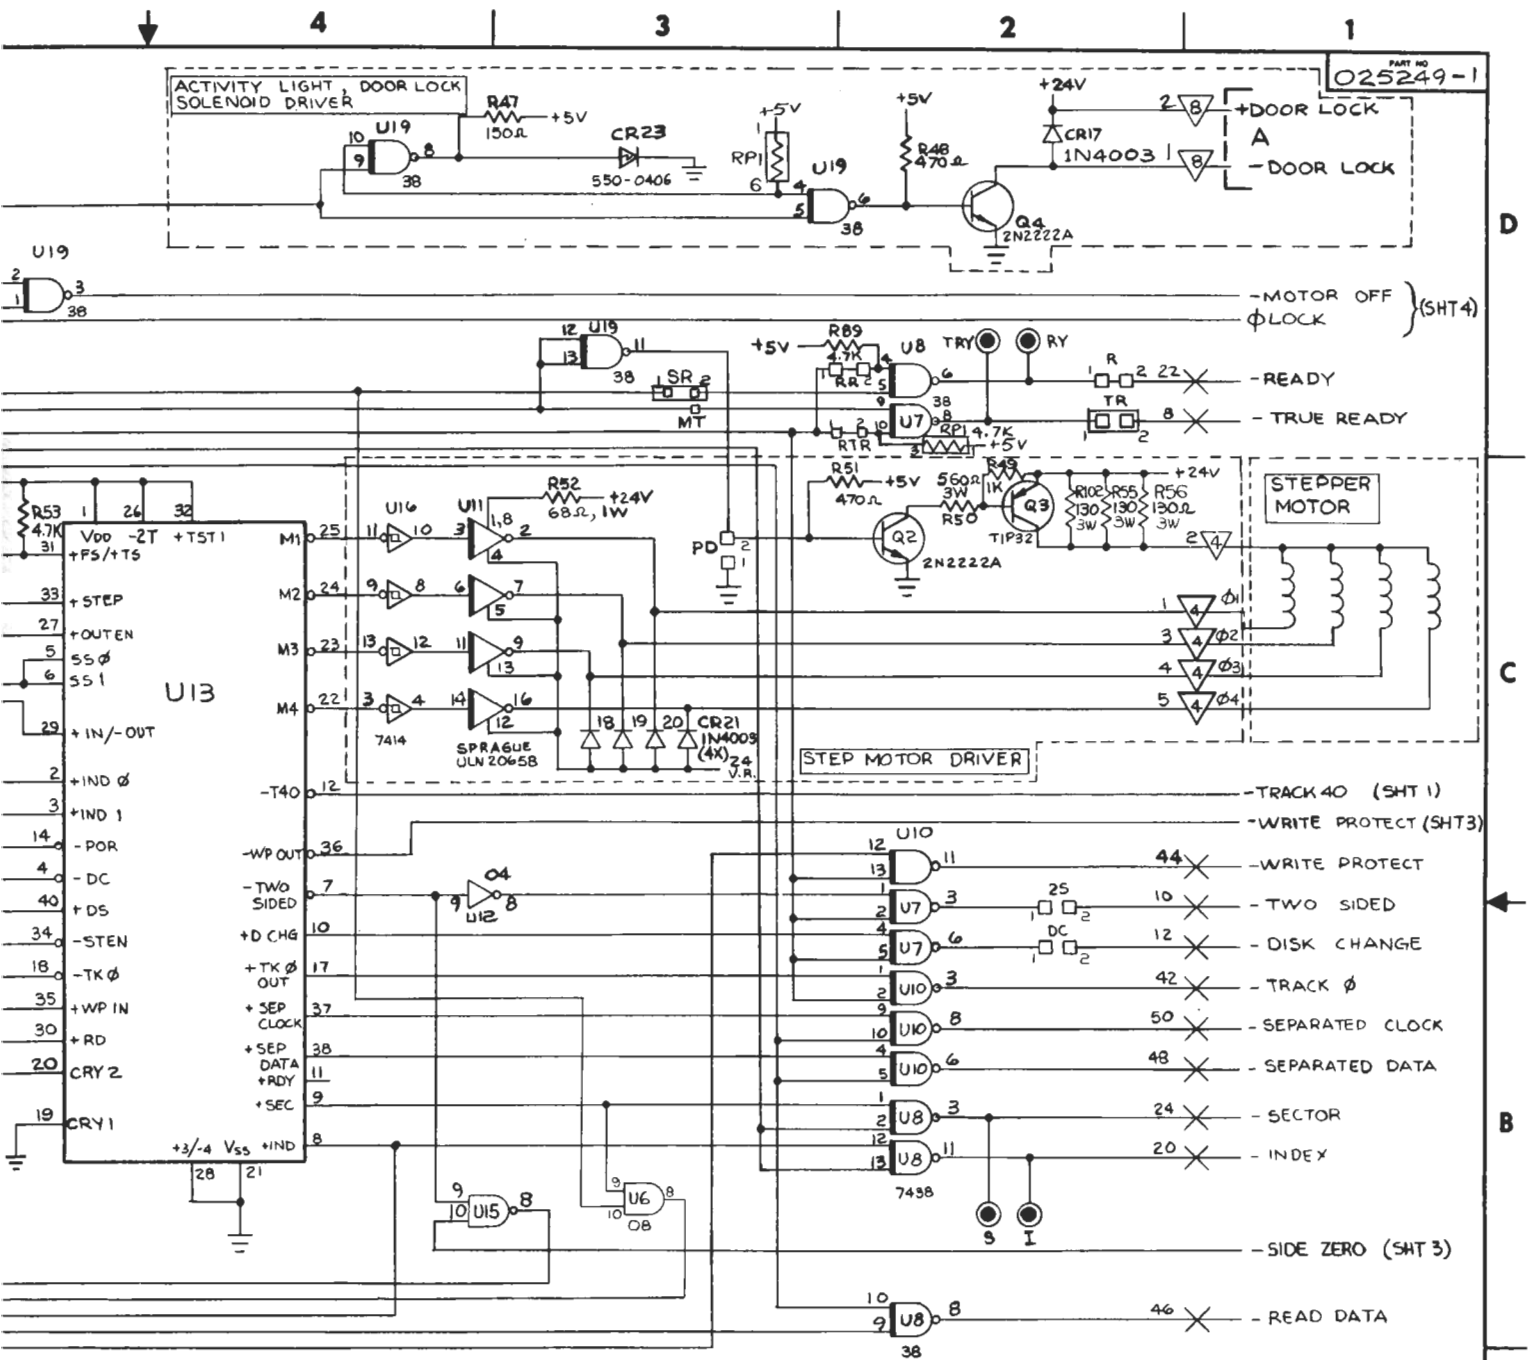 4 3 2 1
PART NO
025249-1
ACTIVITY LIGHT, DOOR LOCK
SOLENOID DRIVER
R47
150Ω
+5V
U19
10
9
8
38
CR23
550-0406
+5V
1
RP1
6
U19
4
5
6
38
+5V
R48
470Ω
+24V
CR17
1N4003
2 8 +DOOR LOCK
A
1 8 -DOOR LOCK
Q4
2N2222A
D
U19
2
1
3
38
-MOTOR OFF
ϕLOCK
(SHT4)
12 U19
13
11
38
SR 2
MT
+5V
R89
4.7K
RR 2
U8
4
5
6
38
TRY RY
R
1 2 22 -READY
9
10
U7
8
TR
1 2
8 -TRUE READY
1 2
RTR
RP1 4.7K
3 1 +5V
R53
4.7K
1 26 32
VDD -2T +TST1
31 +FS/+TS
33 +STEP
27 +OUTEN
5 SSϕ
6 SS1
U13
29 +IN/-OUT
2 +IND ϕ
3 +IND 1
14 -POR
4 -DC
40 +DS
34 -STEN
18 -TKϕ
35 +WP IN
30 +RD
20 CRY2
19 CRY1
+3/-4 VSS
28 21
M1 25
M2 24
M3 23
M4 22
-T40 12
-WP OUT 36
-TWO SIDED 7
+D CHG 10
+TK ϕ OUT 17
+SEP CLOCK 37
+SEP DATA 38
+RDY 11
+SEC 9
+IND 8
U16
11 10
9 8
13 12
3 4
7414
U11
3 1,8 2
4
6 7
5
11 9
13
14 16
12
SPRAGUE
ULN 2065B
R52
68Ω, 1W
+24V
18 19 20 CR21
1N4003
(4X)
24
V.R.
PD 2
1
R51
470Ω
+5V
Q2
2N2222A
560Ω
3W
R50
R49
1K
Q3
TIP32
R102
130
3W
R55
130
3W
R56
130Ω
3W
+24V
2 4
1 4 ϕ1
3 4 ϕ2
4 4 ϕ3
5 4 ϕ4
STEPPER
MOTOR
C
STEP MOTOR DRIVER
-TRACK 40 (SHT 1)
-WRITE PROTECT (SHT3)
U10
12
13
11
44 -WRITE PROTECT
9 04 8
U12
1
2
U7 3
2S
1 2
10 -TWO SIDED
4
5
U7 6
DC
1 2
12 -DISK CHANGE
1
2
U10 3
42 -TRACK ϕ
9
10
U10 8
50 -SEPARATED CLOCK
4
5
U10 6
48 -SEPARATED DATA
1
2
U8 3
24 -SECTOR
B
12
13
U8 11
7438
20 -INDEX
S I
9
10
U15 8
9
10
U6 8
08
-SIDE ZERO (SHT 3)
10
9
U8 8
38
46 -READ DATA